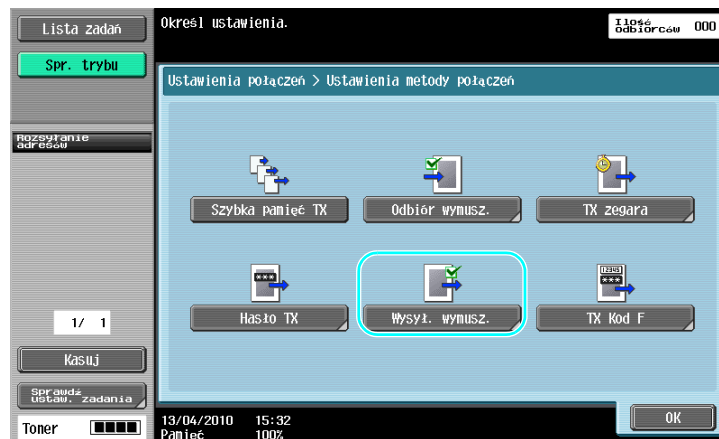 Lista zadań
Spr. trybu
Rozsyłanie
adresów
1/ 1
Kasuj
Sprawdź
ustaw. zadania
Toner
Określ ustawienia.
Ilość
odbiorców 000
Ustawienia połączeń > Ustawienia metody połączeń
Szybka pamięć TX
Odbiór wymusz.
TX zegara
***
12345
***
Hasło TX
Wysył. wymusz.
TX Kod F
13/04/2010 15:32
Pamięć 100%
OK